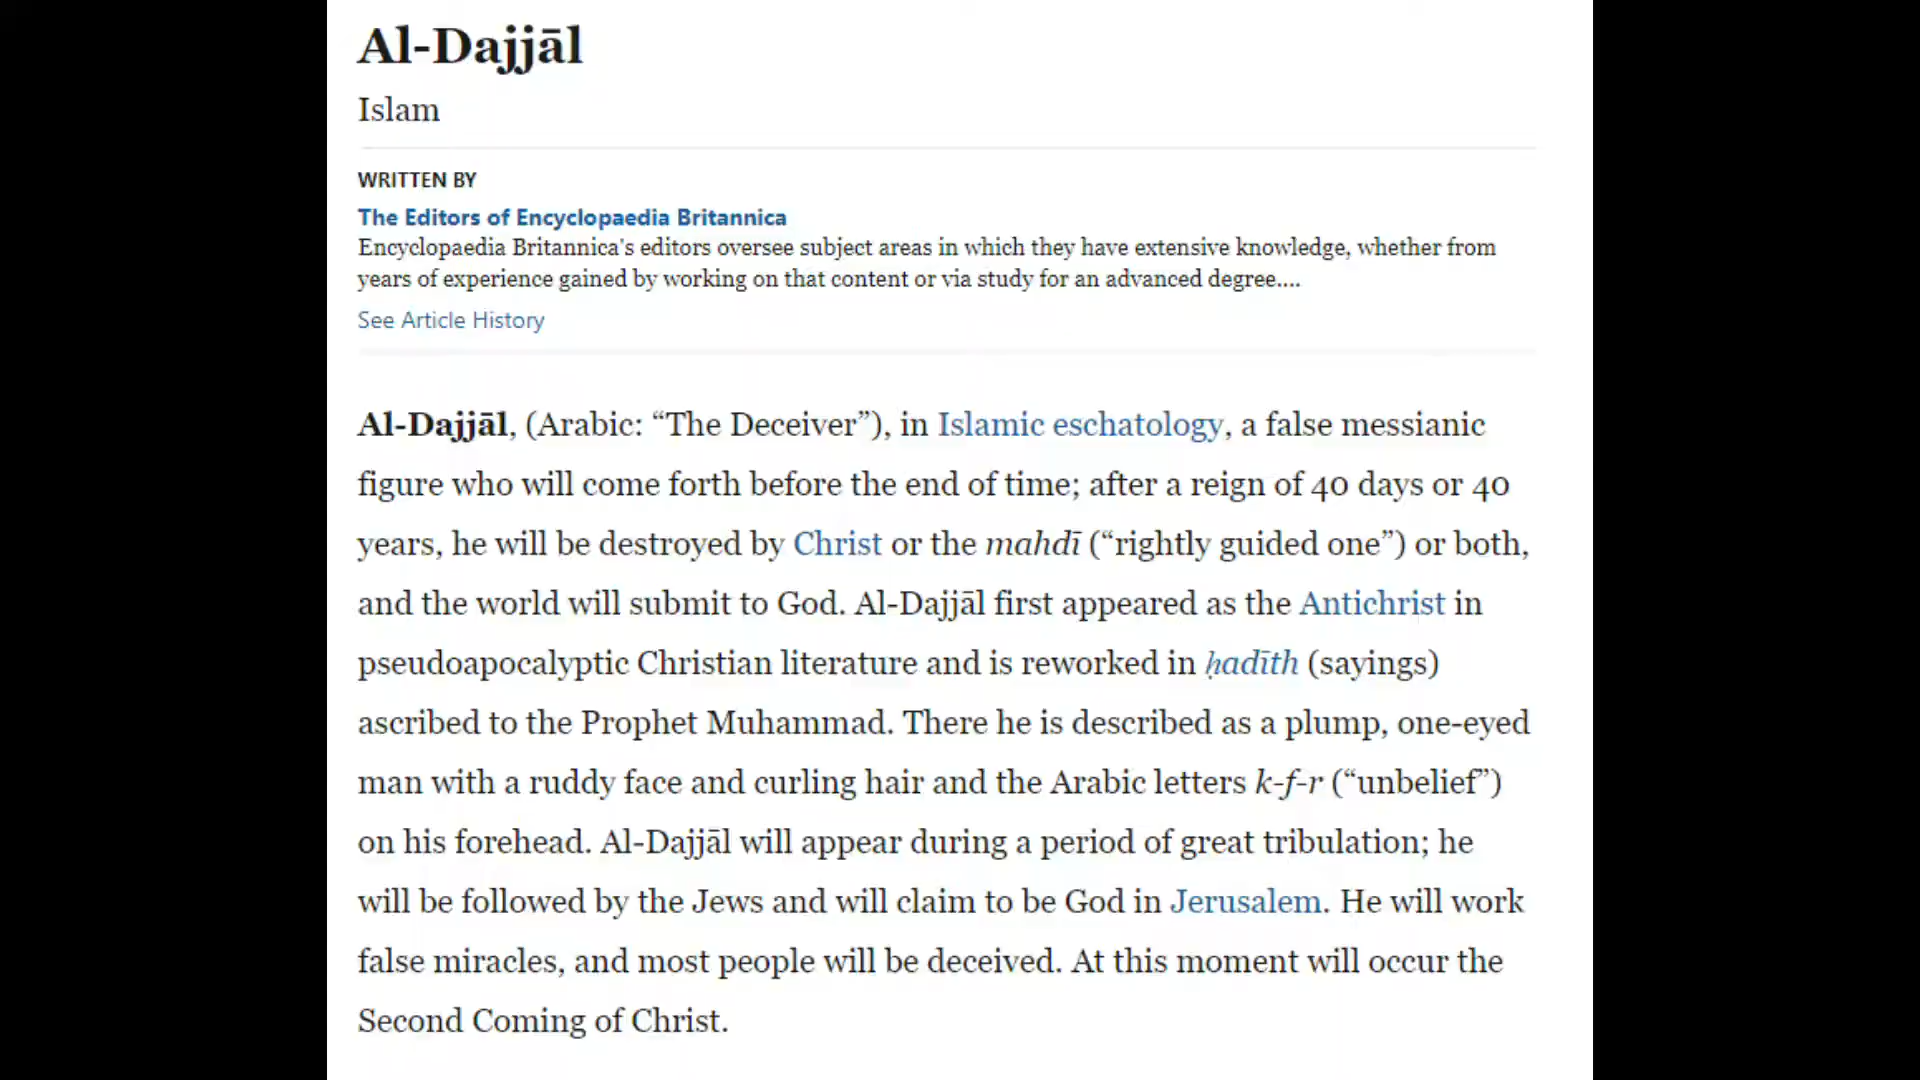 Al-Dajjāl
Islam
WRITTEN BY
The Editors of Encyclopaedia Britannica
Encyclopaedia Britannica's editors oversee subject areas in which they have extensive knowledge, whether from
years of experience gained by working on that content or via study for an advanced degree....
See Article History
Al-Dajjāl, (Arabic: “The Deceiver”), in Islamic eschatology, a false messianic
figure who will come forth before the end of time; after a reign of 40 days or 40
years, he will be destroyed by Christ or the mahdī (“rightly guided one”) or both,
and the world will submit to God. Al-Dajjāl first appeared as the Antichrist in
pseudoapocalyptic Christian literature and is reworked in ḥadīth (sayings)
ascribed to the Prophet Muhammad. There he is described as a plump, one-eyed
man with a ruddy face and curling hair and the Arabic letters k-f-r (“unbelief”)
on his forehead. Al-Dajjāl will appear during a period of great tribulation; he
will be followed by the Jews and will claim to be God in Jerusalem. He will work
false miracles, and most people will be deceived. At this moment will occur the
Second Coming of Christ.